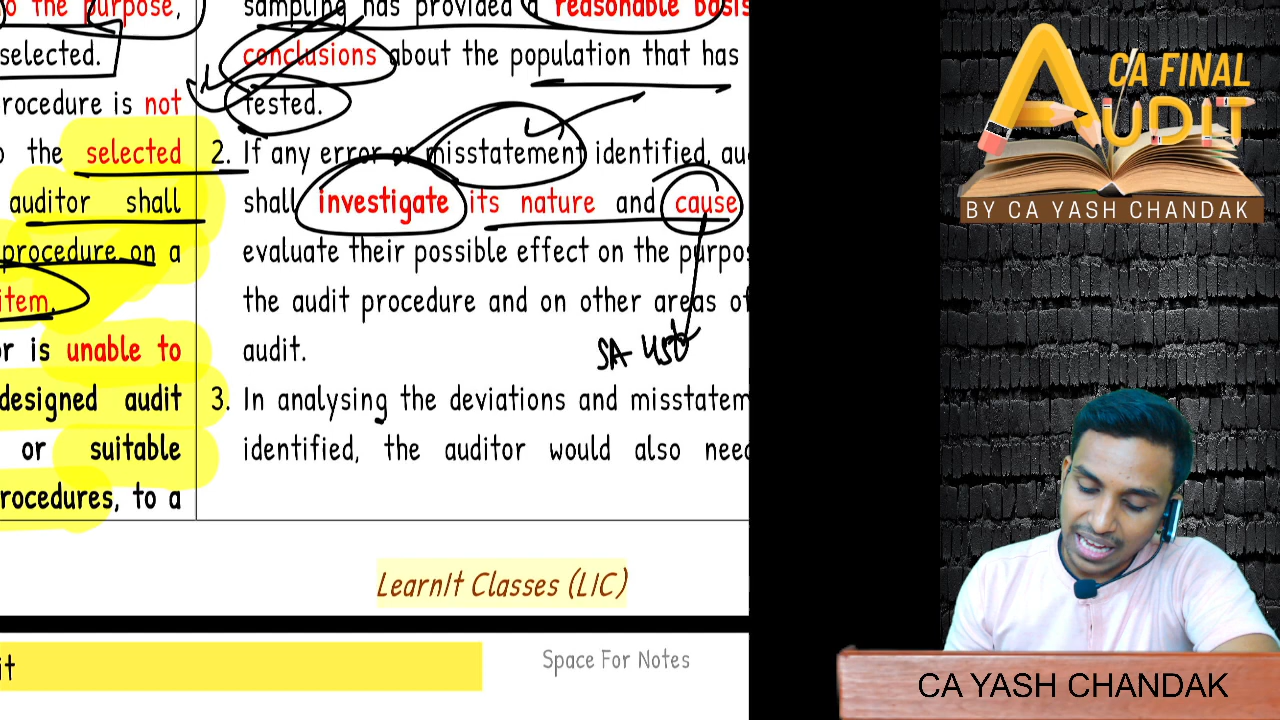 o the purpose,
selected.
rocedure is not
the selected
auditor shall
procedure on a
item.
r is unable to
designed audit
or suitable
rocedures, to a
sampling has provided a reasonable basis
conclusions about the population that has
tested.
2. If any error or misstatement identified, au
shall investigate its nature and cause
evaluate their possible effect on the purpos
the audit procedure and on other areas of
audit.
SA-450
3. In analysing the deviations and misstatem
identified, the auditor would also need
LearnIt Classes (LIC)
it
Space For Notes
CA FINAL
AUDIT
BY CA YASH CHANDAK
CA YASH CHANDAK